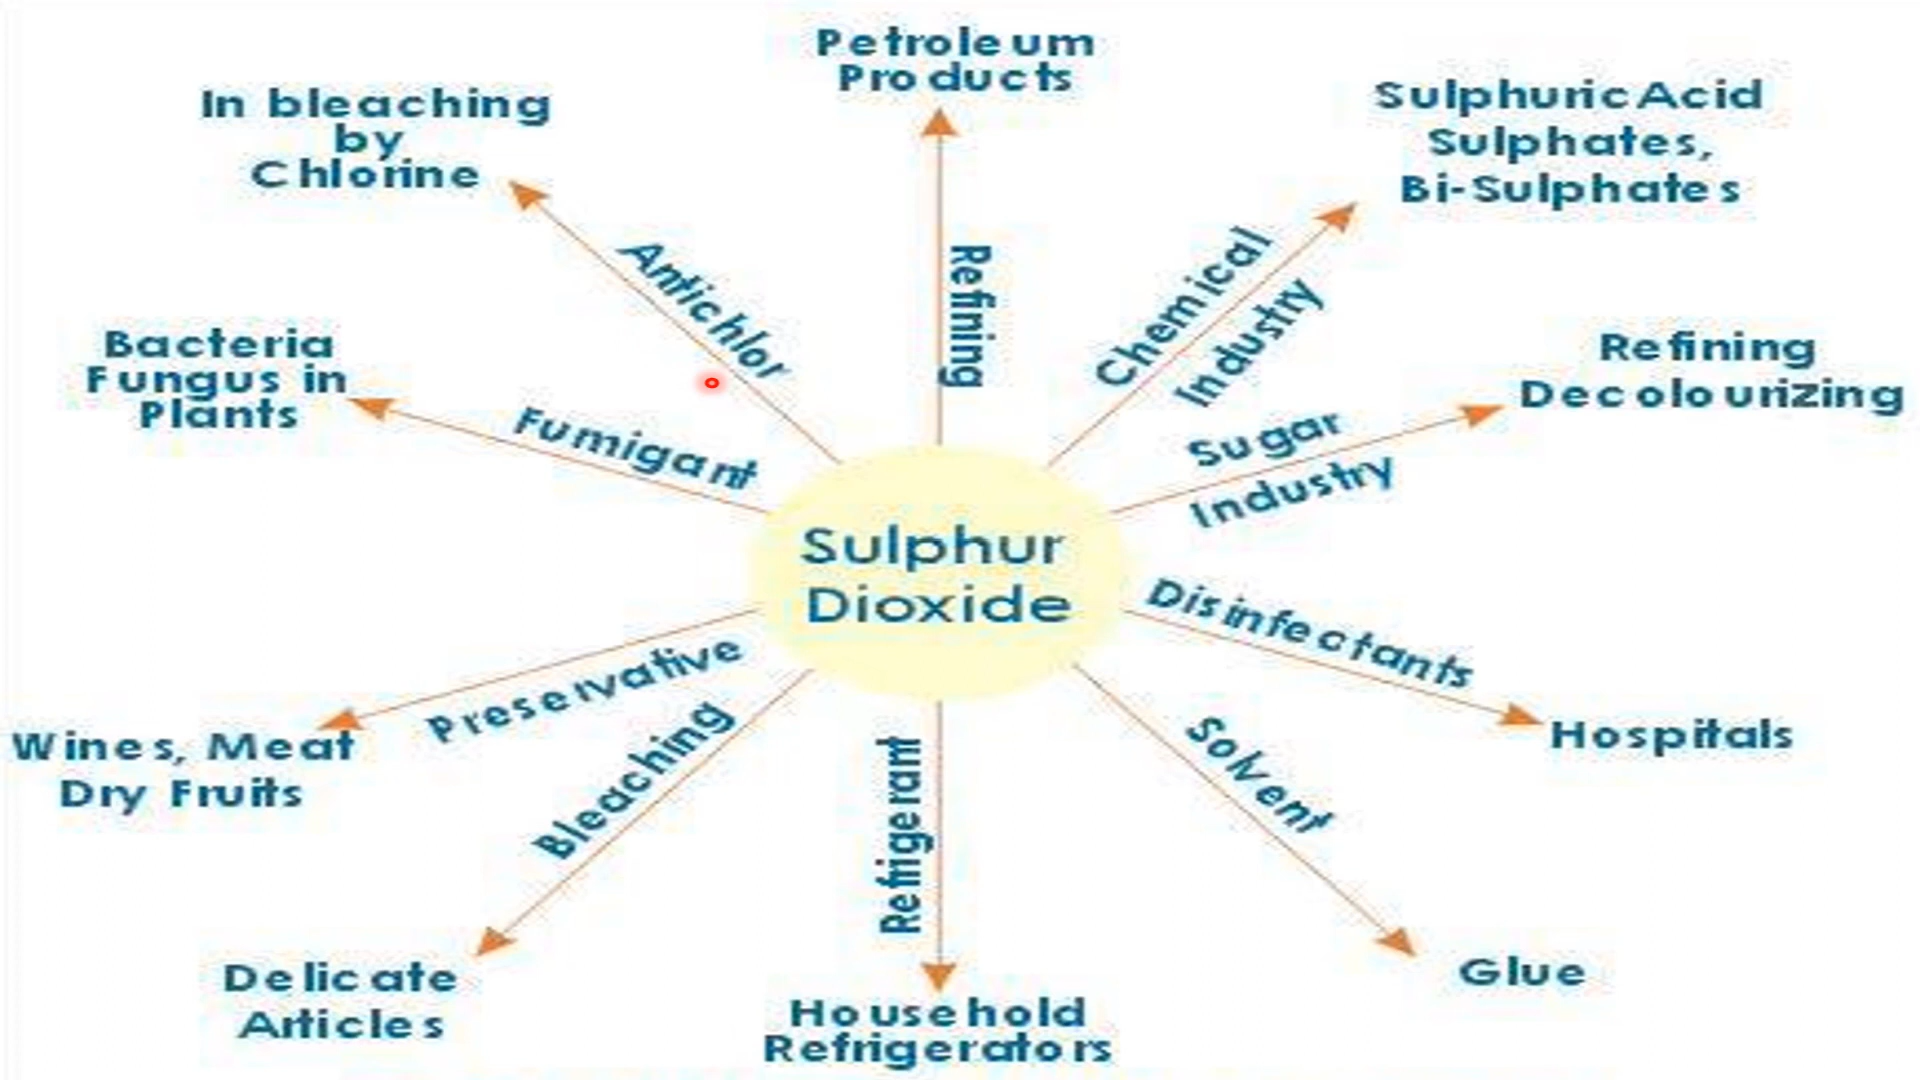 Petroleum
Products
In bleaching
by
Chlorine
Sulphuric Acid
Sulphates,
Bi-Sulphates
Antichlor
Refining
Chemical
Industry
Bacteria
Fungus in
Plants
Fumigant
Sugar
Industry
Refining
Decolourizing
Sulphur
Dioxide
Disinfectants
Hospitals
Preservative
Wines, Meat
Dry Fruits
Bleaching
Refrigerant
Solvent
Delicate
Articles
Household
Refrigerators
Glue